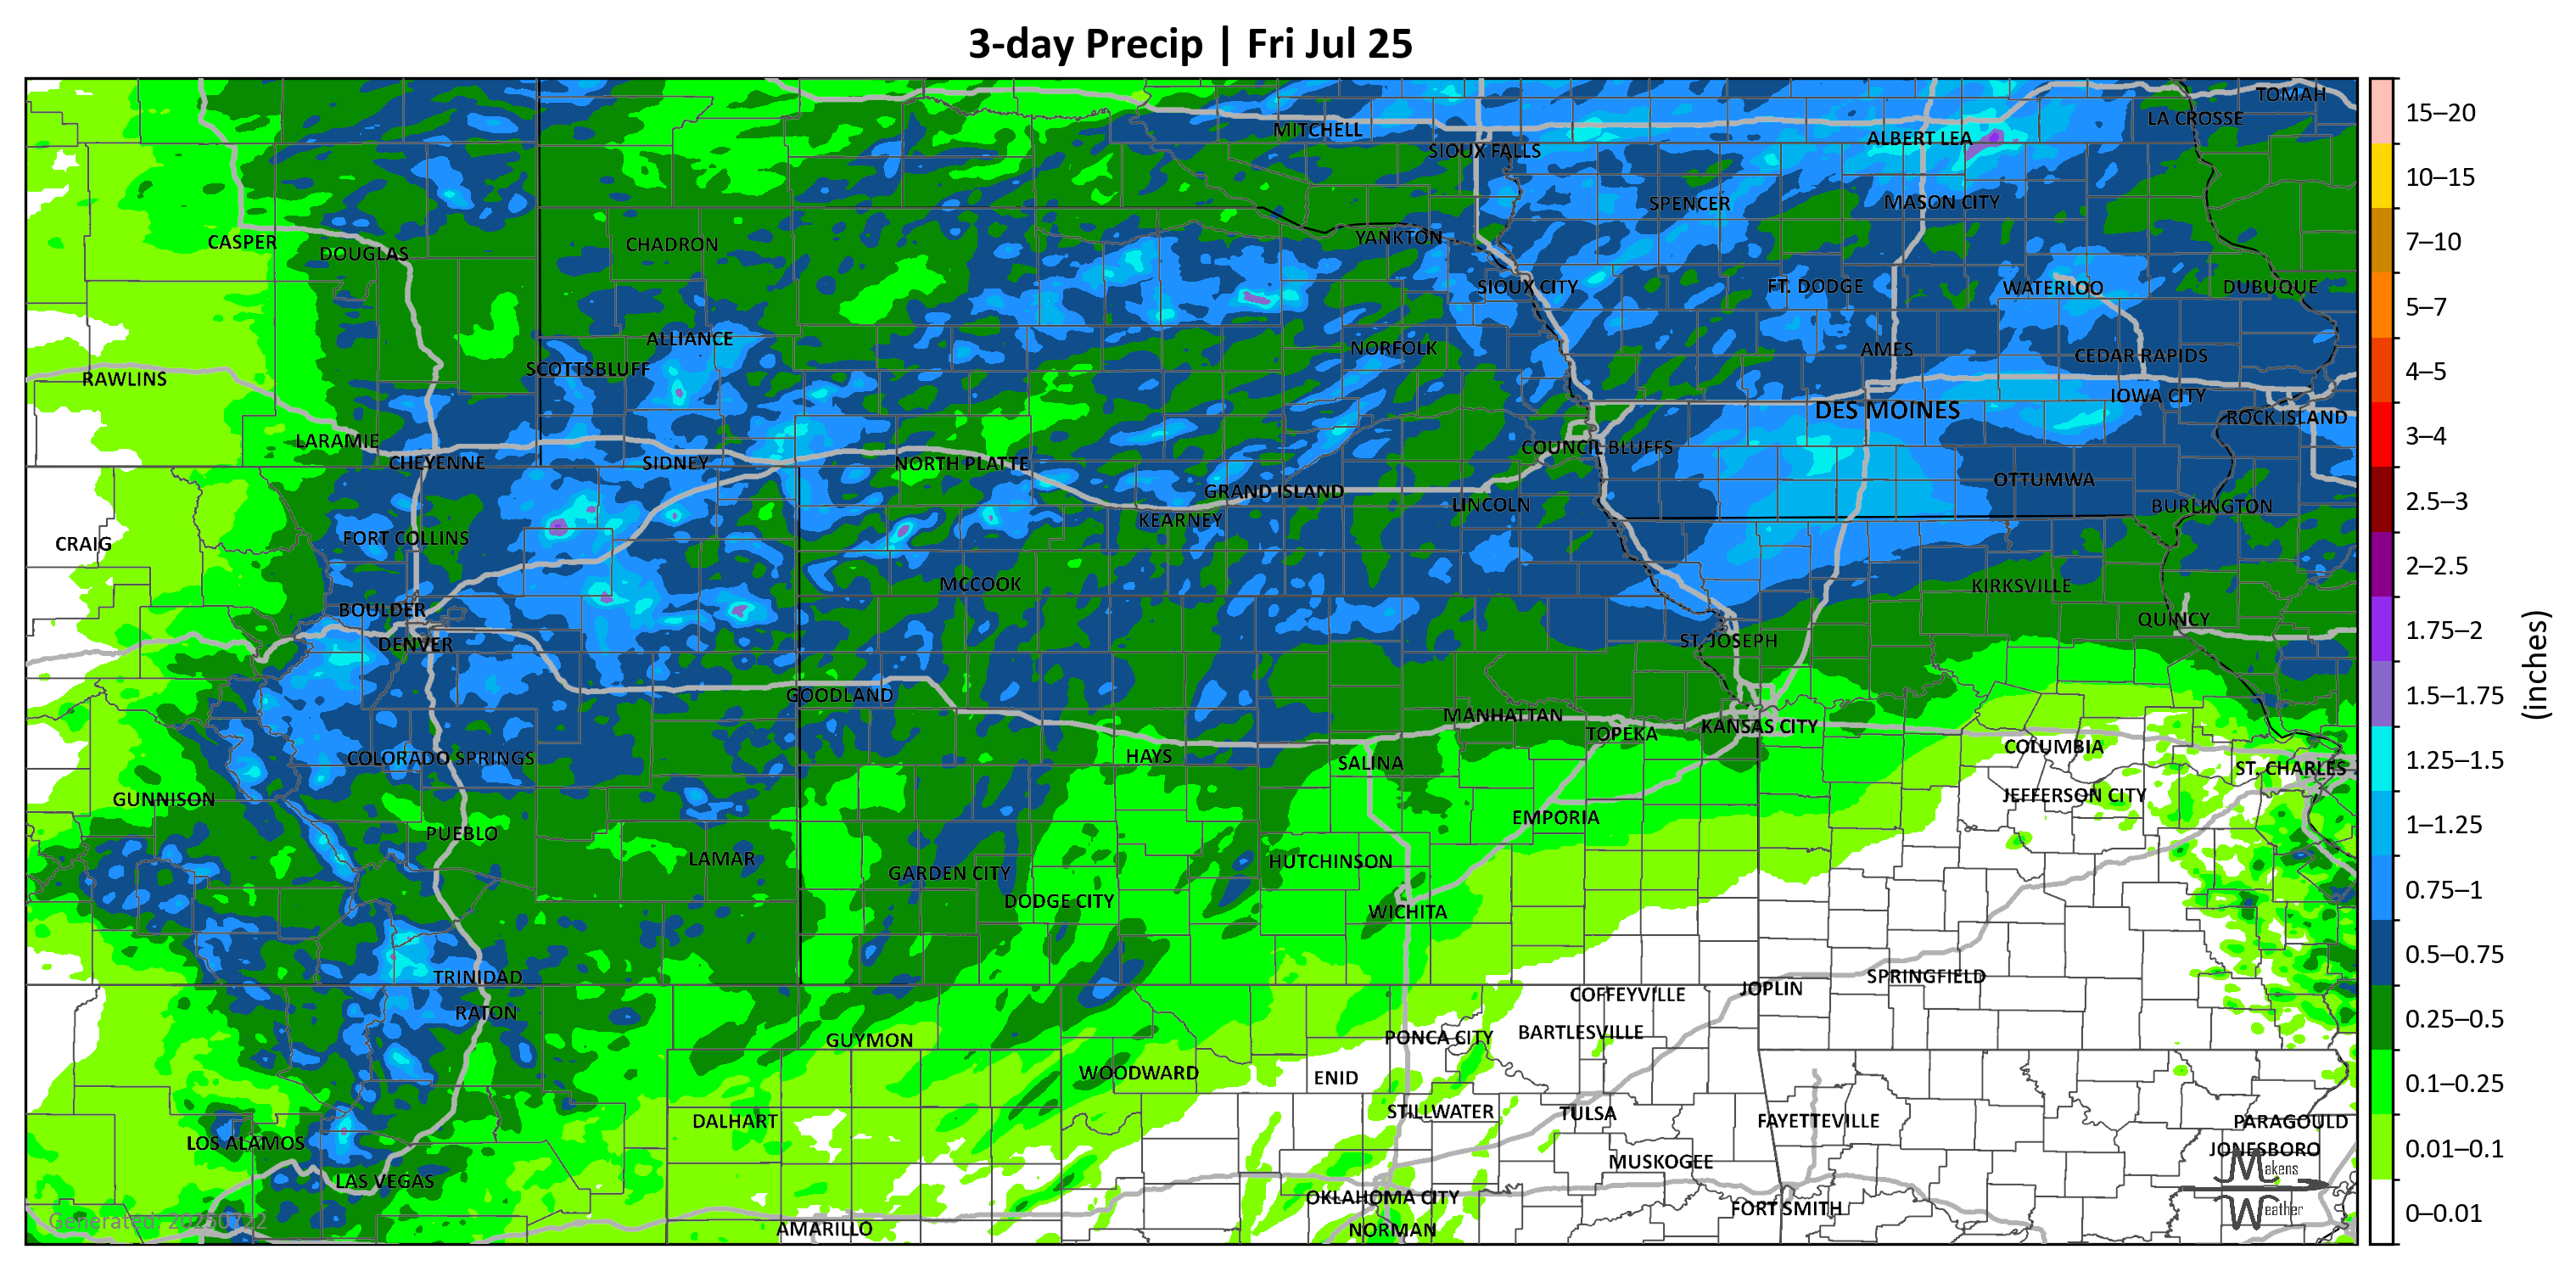 3-day Precip | Fri Jul 25
TOMAH
15–20
LA CROSSE
MITCHELL
ALBERT LEA
SIOUX FALLS
10–15
SPENCER
MASON CITY
CASPER
DOUGLAS
CHADRON
YANKTON
7–10
SIOUX CITY
FT. DODGE
WATERLOO
DUBUQUE
5–7
ALLIANCE
NORFOLK
AMES
CEDAR RAPIDS
RAWLINS
SCOTTSBLUFF
4–5
IOWA CITY
DES MOINES
ROCK ISLAND
LARAMIE
COUNCIL BLUFFS
3–4
CHEYENNE
SIDNEY
NORTH PLATTE
OTTUMWA
GRAND ISLAND
LINCOLN
BURLINGTON
2.5–3
KEARNEY
CRAIG
FORT COLLINS
2–2.5
MCCOOK
KIRKSVILLE
BOULDER
QUINCY
DENVER
ST. JOSEPH
1.75–2
(inches)
GOODLAND
1.5–1.75
MANHATTAN
TOPEKA
KANSAS CITY
COLORADO SPRINGS
HAYS
SALINA
COLUMBIA
ST. CHARLES
1.25–1.5
GUNNISON
JEFFERSON CITY
PUEBLO
EMPORIA
1–1.25
LAMAR
GARDEN CITY
HUTCHINSON
0.75–1
DODGE CITY
WICHITA
TRINIDAD
SPRINGFIELD
0.5–0.75
RATON
COFFEYVILLE
JOPLIN
GUYMON
PONCA CITY
BARTLESVILLE
0.25–0.5
WOODWARD
ENID
0.1–0.25
DALHART
STILLWATER
TULSA
FAYETTEVILLE
PARAGOULD
LOS ALAMOS
JONESBORO
0.01–0.1
MUSKOGEE
Makens
LAS VEGAS
OKLAHOMA CITY
FORT SMITH
Weather
0–0.01
Generated: 20250722
AMARILLO
NORMAN